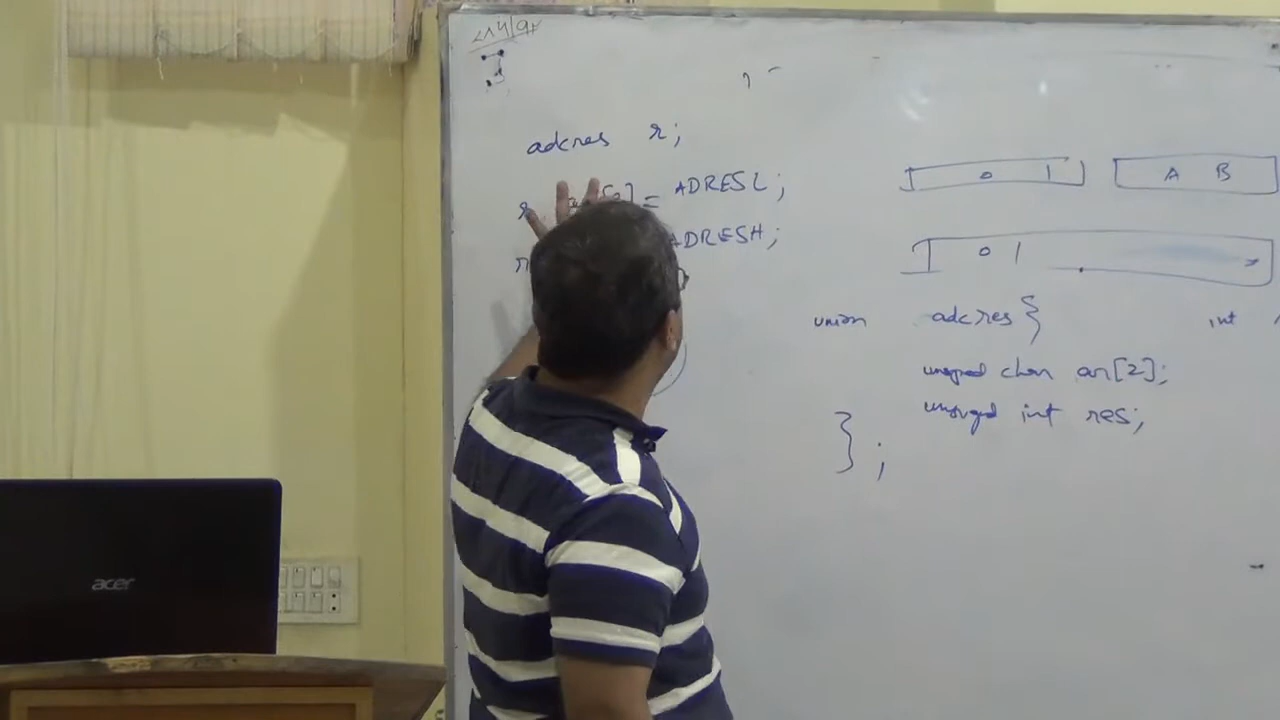 adcres r;
r = ADRESL;
r ADRESH;
0 1 A B
0 1
union adcres {
int
unsigned char arr[2];
unsigned int res;
} ;
acer